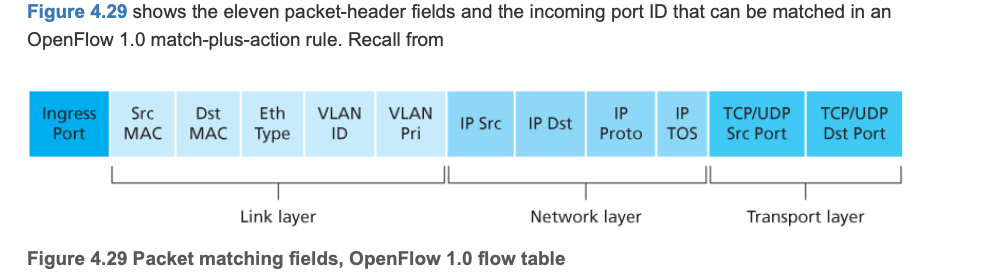 Figure 4.29 shows the eleven packet-header fields and the incoming port ID that can be matched in an
OpenFlow 1.0 match-plus-action rule. Recall from
Ingress Port
Src MAC
Dst MAC
Eth Type
VLAN ID
VLAN Pri
IP Src
IP Dst
IP Proto
IP TOS
TCP/UDP Src Port
TCP/UDP Dst Port
Link layer
Network layer
Transport layer
Figure 4.29 Packet matching fields, OpenFlow 1.0 flow table